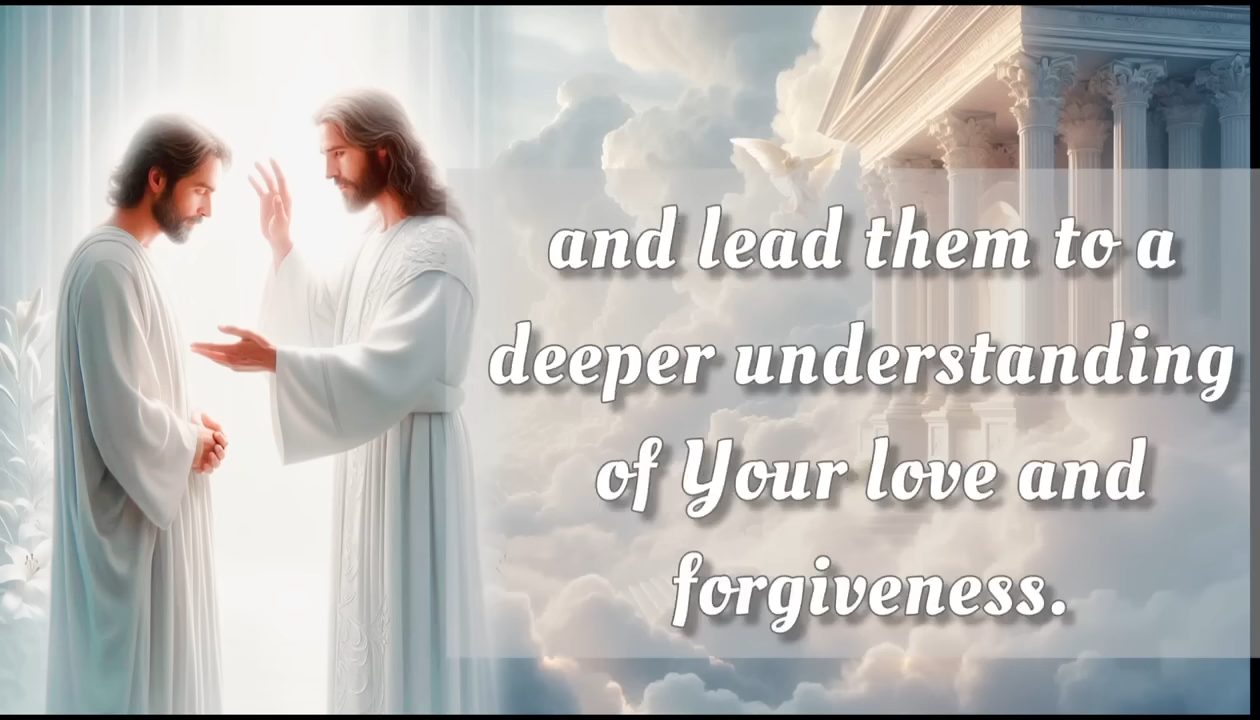 and lead them to a
deeper understanding
of Your love and
forgiveness.